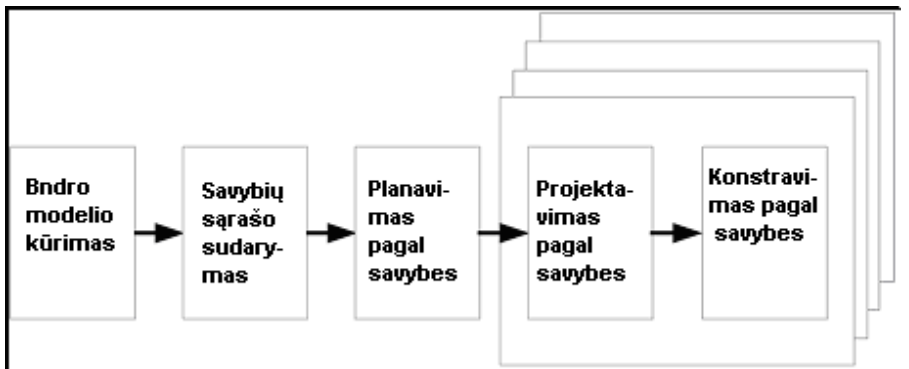 Bndro
modelio
kūrimas
Savybių
sąrašo
sudary-
mas
Planavi-
mas
pagal
savybes
Projekta-
vimas
pagal
savybes
Konstravi-
mas pagal
savybes